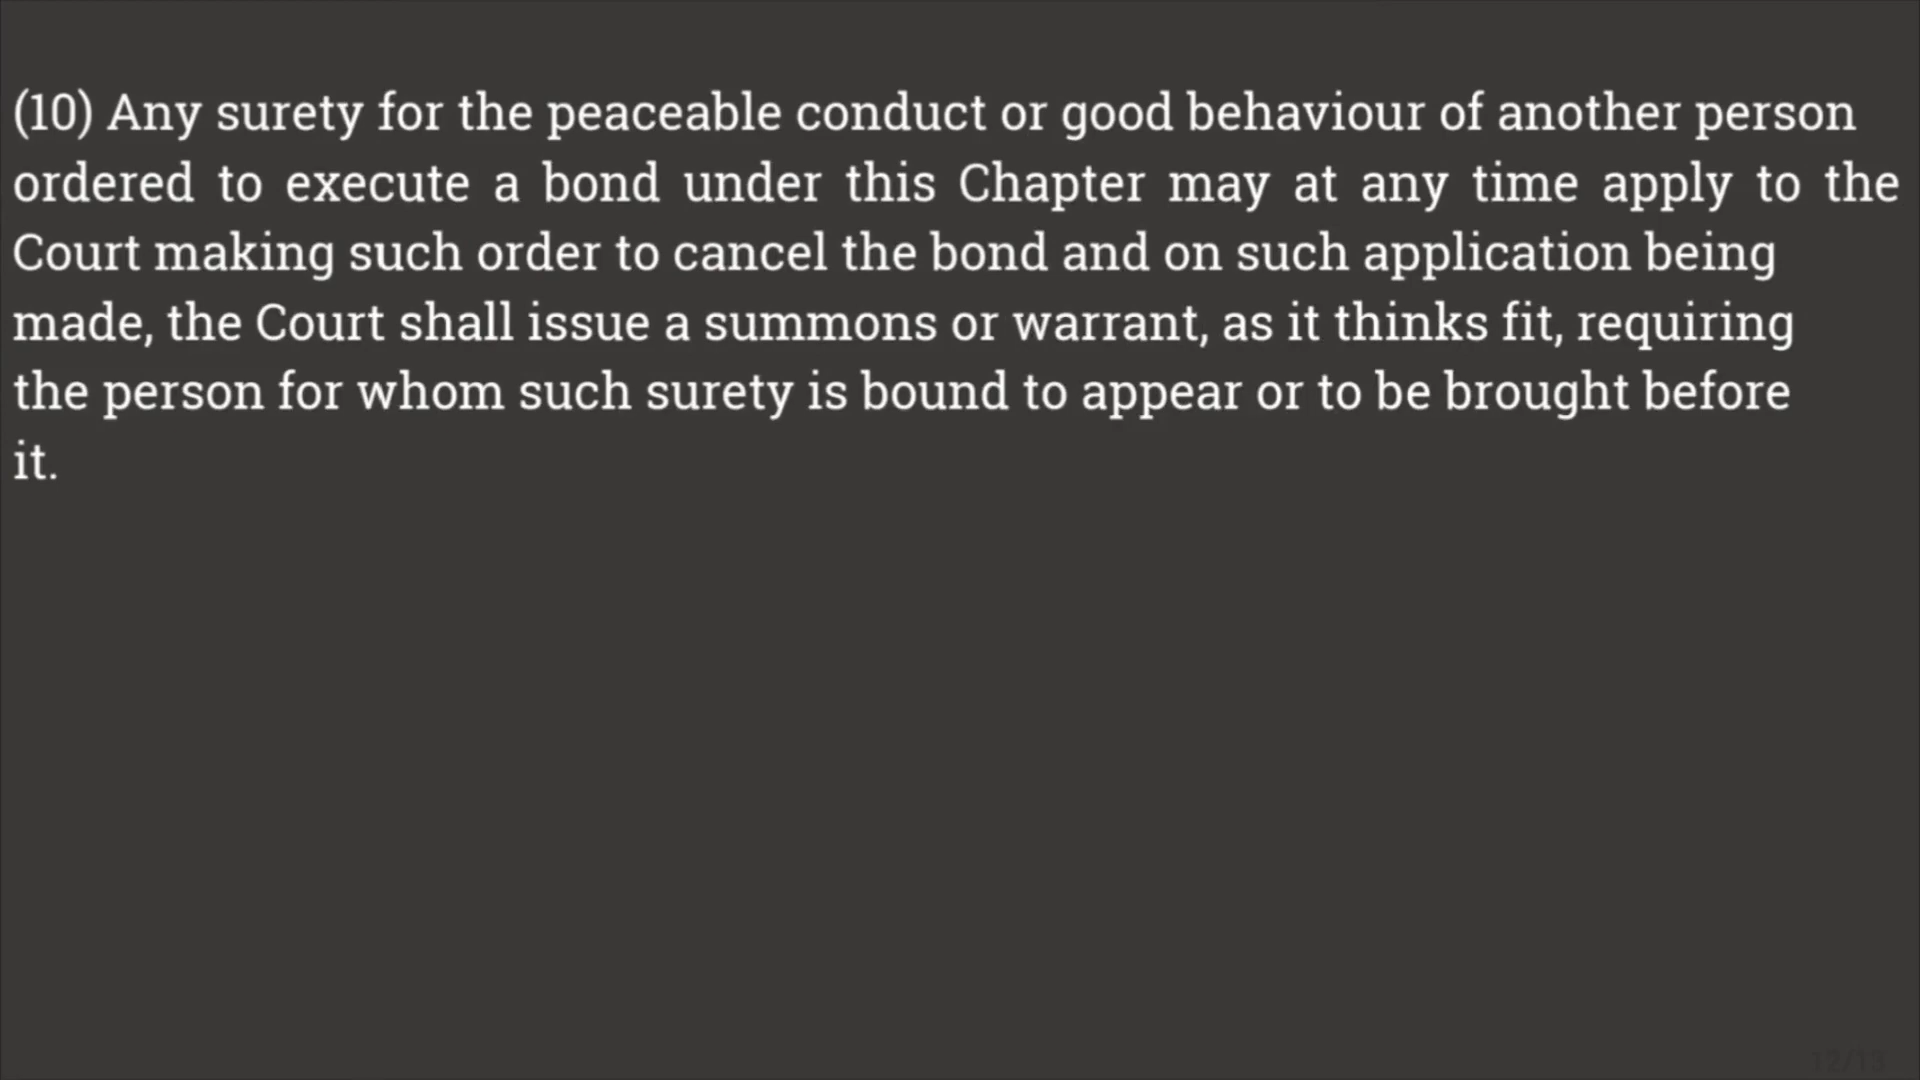 (10) Any surety for the peaceable conduct or good behaviour of another person
ordered to execute a bond under this Chapter may at any time apply to the
Court making such order to cancel the bond and on such application being
made, the Court shall issue a summons or warrant, as it thinks fit, requiring
the person for whom such surety is bound to appear or to be brought before
it.
12/13